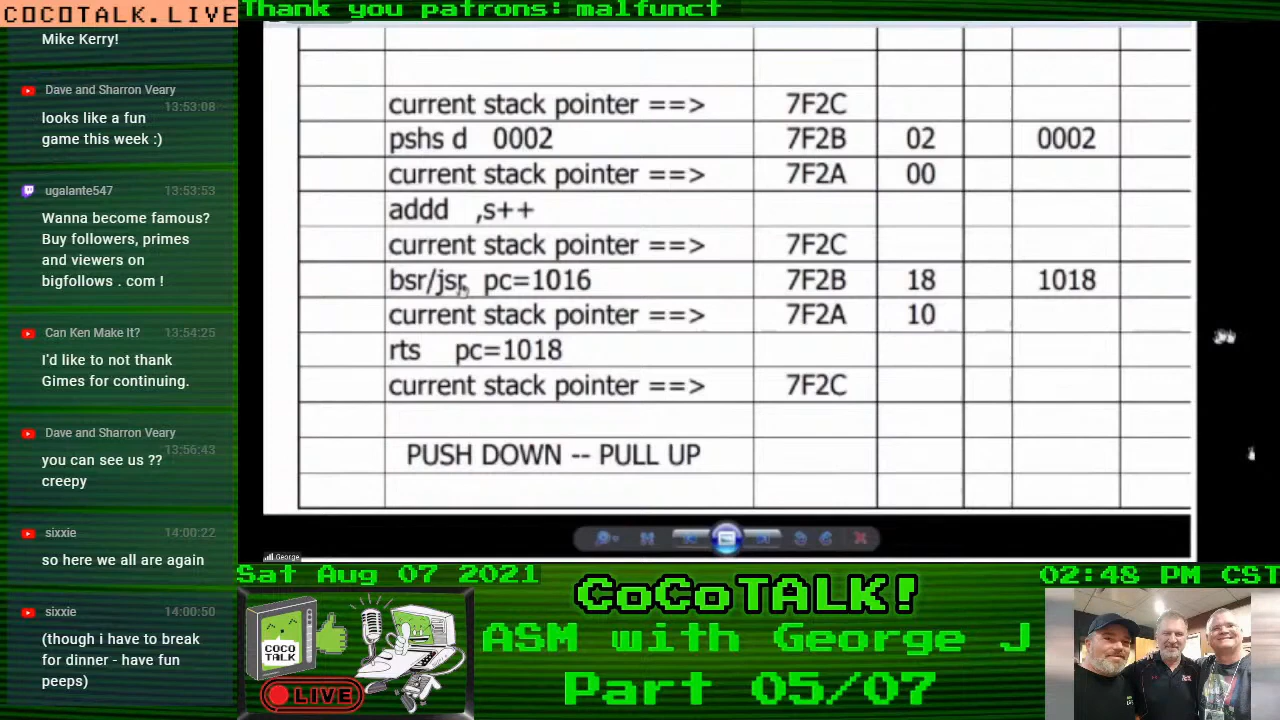 COCOTALK.LIVE
Thank you patrons: malfunct
Mike Kerry!
Dave and Sharron Veary
13:53:08
looks like a fun
game this week :)
ugalante547
13:53:53
Wanna become famous?
Buy followers, primes
and viewers on
bigfollows . com !
Can Ken Make It?
13:54:25
I'd like to not thank
Gimes for continuing.
Dave and Sharron Veary
13:56:43
you can see us ??
creepy
sixxie
14:00:22
so here we all are again
sixxie
14:00:50
(though i have to break
for dinner - have fun
peeps)
current stack pointer ==> 7F2C
pshs d 0002 7F2B 02 0002
current stack pointer ==> 7F2A 00
addd ,s++
current stack pointer ==> 7F2C
bsr/jsr, pc=1016 7F2B 18 1018
current stack pointer ==> 7F2A 10
rts pc=1018
current stack pointer ==> 7F2C
PUSH DOWN -- PULL UP
George
Sat Aug 07 2021
CoCoTALK!
02:48 PM CST
COCO
TALK
LIVE
ASM with George J
Part 05/07